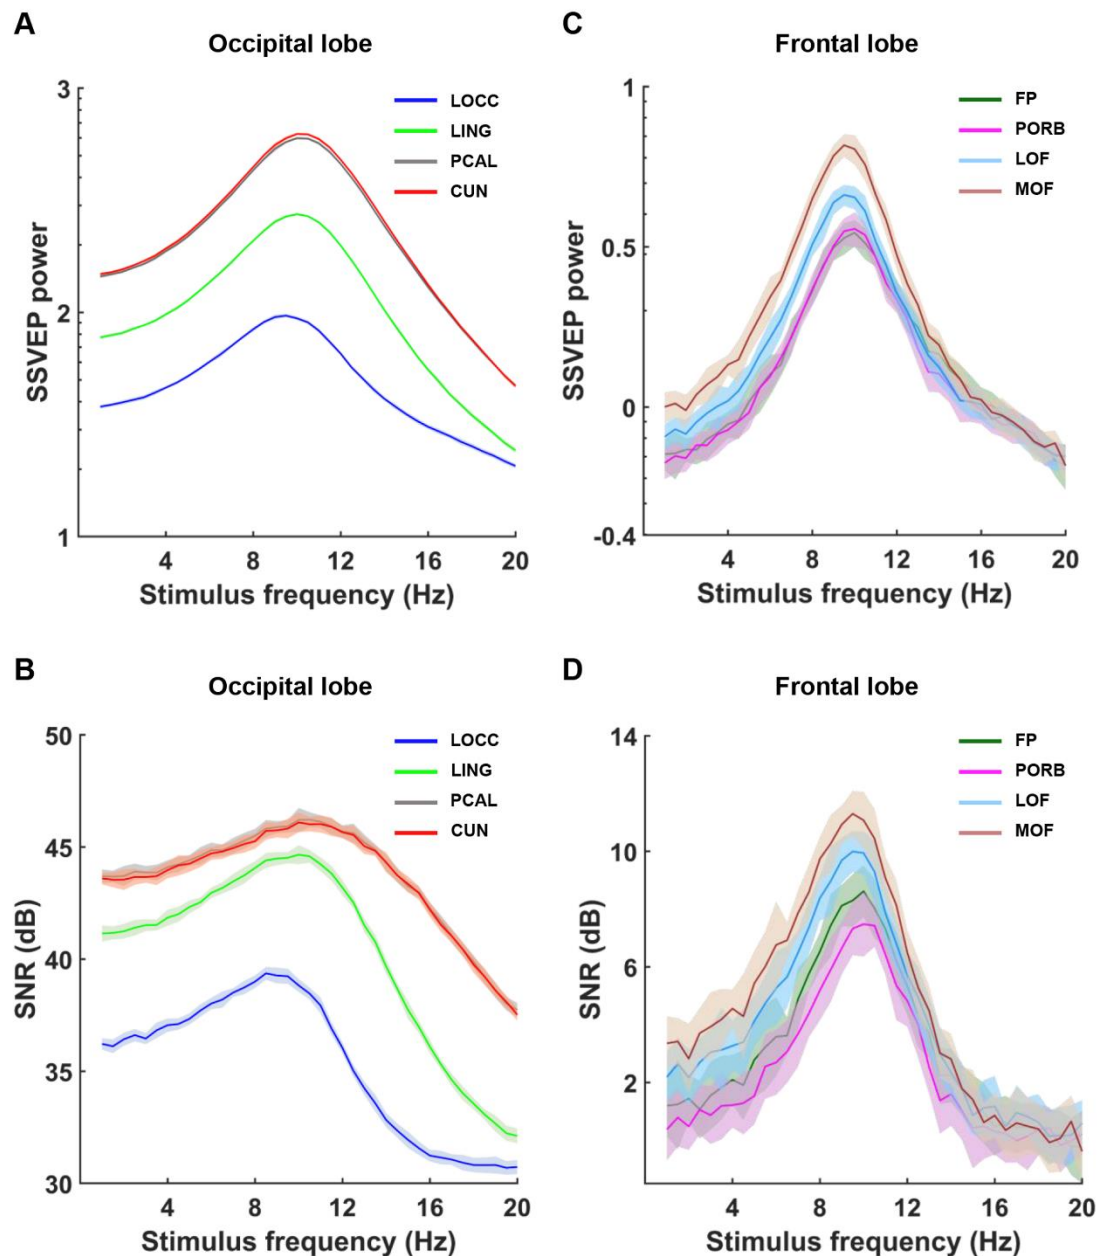 A
Occipital lobe
3
2
1
SSVEP power
LOCC
LING
PCAL
CUN
4 8 12 16 20
Stimulus frequency (Hz)
C
Frontal lobe
1
0.5
0
-0.4
SSVEP power
FP
PORB
LOF
MOF
4 8 12 16 20
Stimulus frequency (Hz)
B
Occipital lobe
50
45
40
35
30
SNR (dB)
LOCC
LING
PCAL
CUN
4 8 12 16 20
Stimulus frequency (Hz)
D
Frontal lobe
14
10
6
2
SNR (dB)
FP
PORB
LOF
MOF
4 8 12 16 20
Stimulus frequency (Hz)